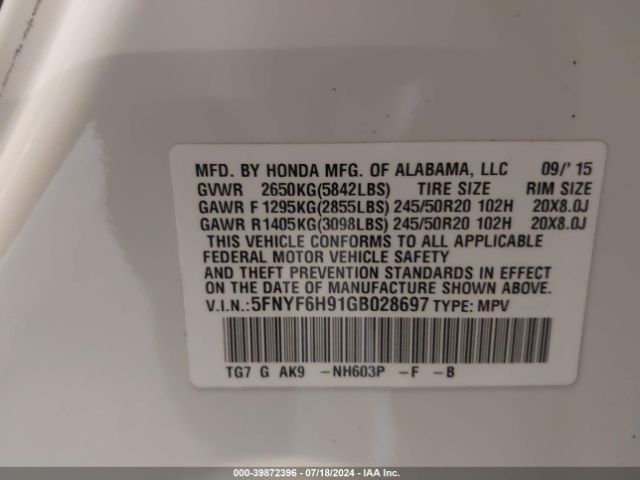 MFD. BY HONDA MFG. OF ALABAMA, LLC 09/' 15
GVWR 2650KG(5842LBS) TIRE SIZE RIM SIZE
GAWR F 1295KG(2855LBS) 245/50R20 102H 20X8.0J
GAWR R 1405KG(3098LBS) 245/50R20 102H 20X8.0J
THIS VEHICLE CONFORMS TO ALL APPLICABLE
FEDERAL MOTOR VEHICLE SAFETY
AND THEFT PREVENTION STANDARDS IN EFFECT
ON THE DATE OF MANUFACTURE SHOWN ABOVE.
V.I.N.: 5FNYF6H91GB028697 TYPE: MPV
TG7 G AK9 -NH603P -F -B
000-39872396 - 07/18/2024 - IAA Inc.